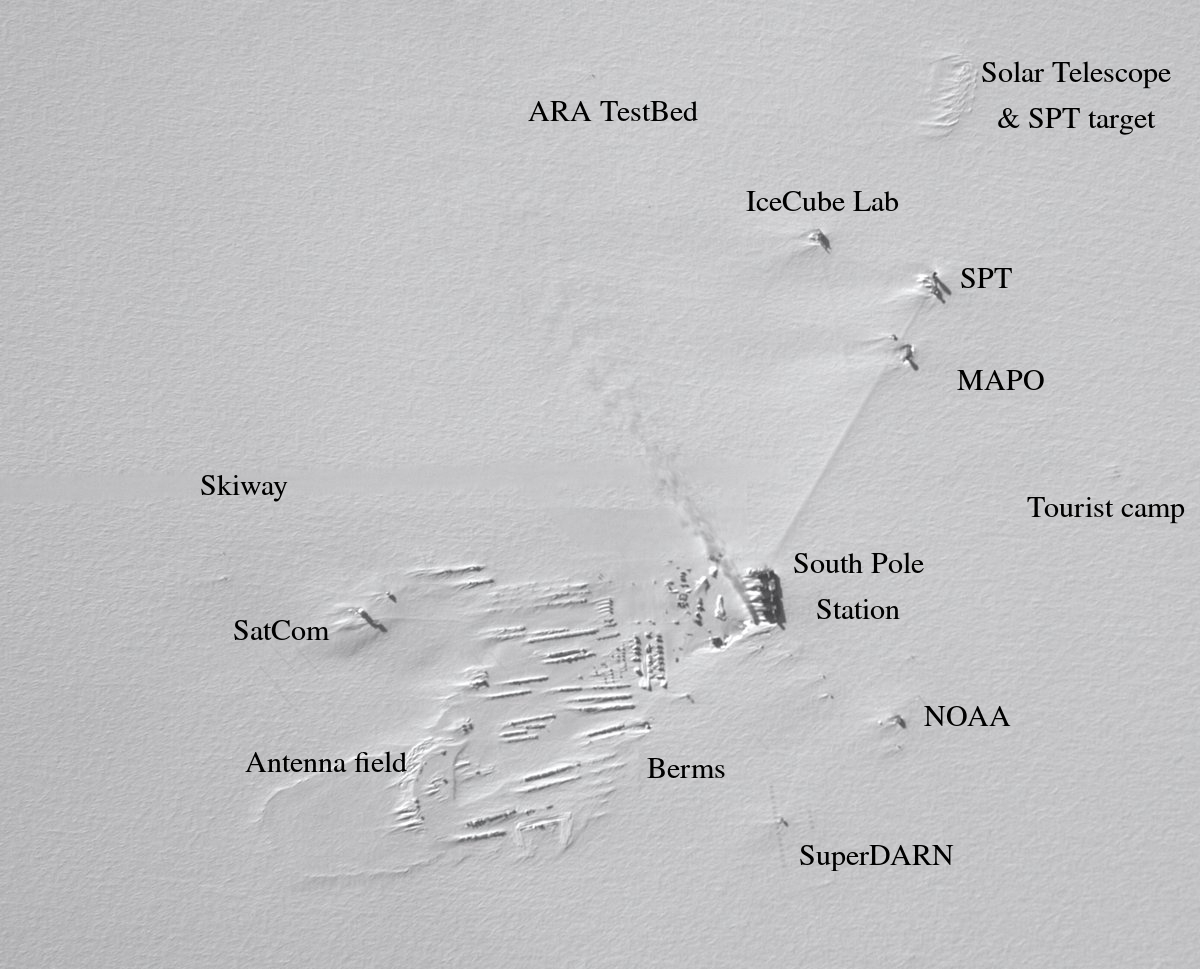 Solar Telescope
& SPT target
ARA TestBed
IceCube Lab
SPT
MAPO
Skiway
Tourist camp
South Pole
Station
SatCom
NOAA
Antenna field
Berms
SuperDARN